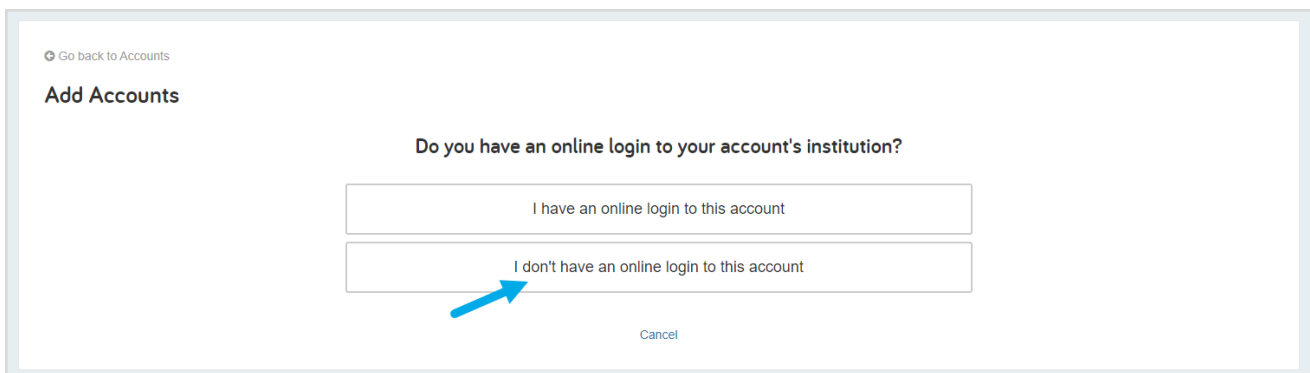 Go back to Accounts
Add Accounts
Do you have an online login to your account's institution?
I have an online login to this account
I don't have an online login to this account
Cancel